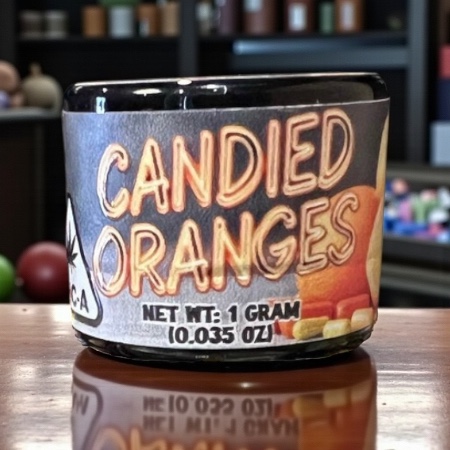 CANDIED
ORANGES
NET WT: 1 GRAM
(0.035 OZ)